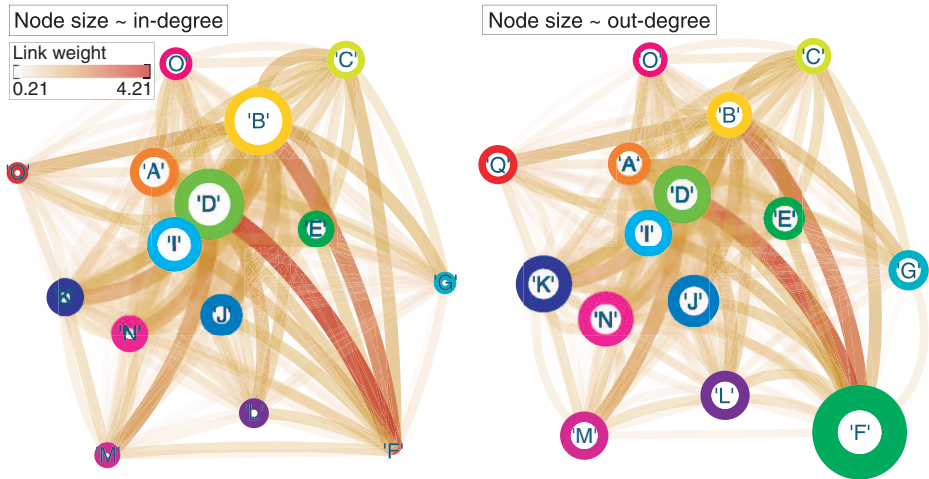 Node size ~ in-degree
Node size ~ out-degree
Link weight
0.21 4.21
'O'
'C'
'B'
'Q'
'A'
'D'
'E'
'I'
'G'
'K'
'J'
'N'
'L'
'M'
'F'
'O'
'C'
'B'
'Q'
'A'
'D'
'E'
'I'
'G'
'K'
'J'
'N'
'L'
'M'
'F'